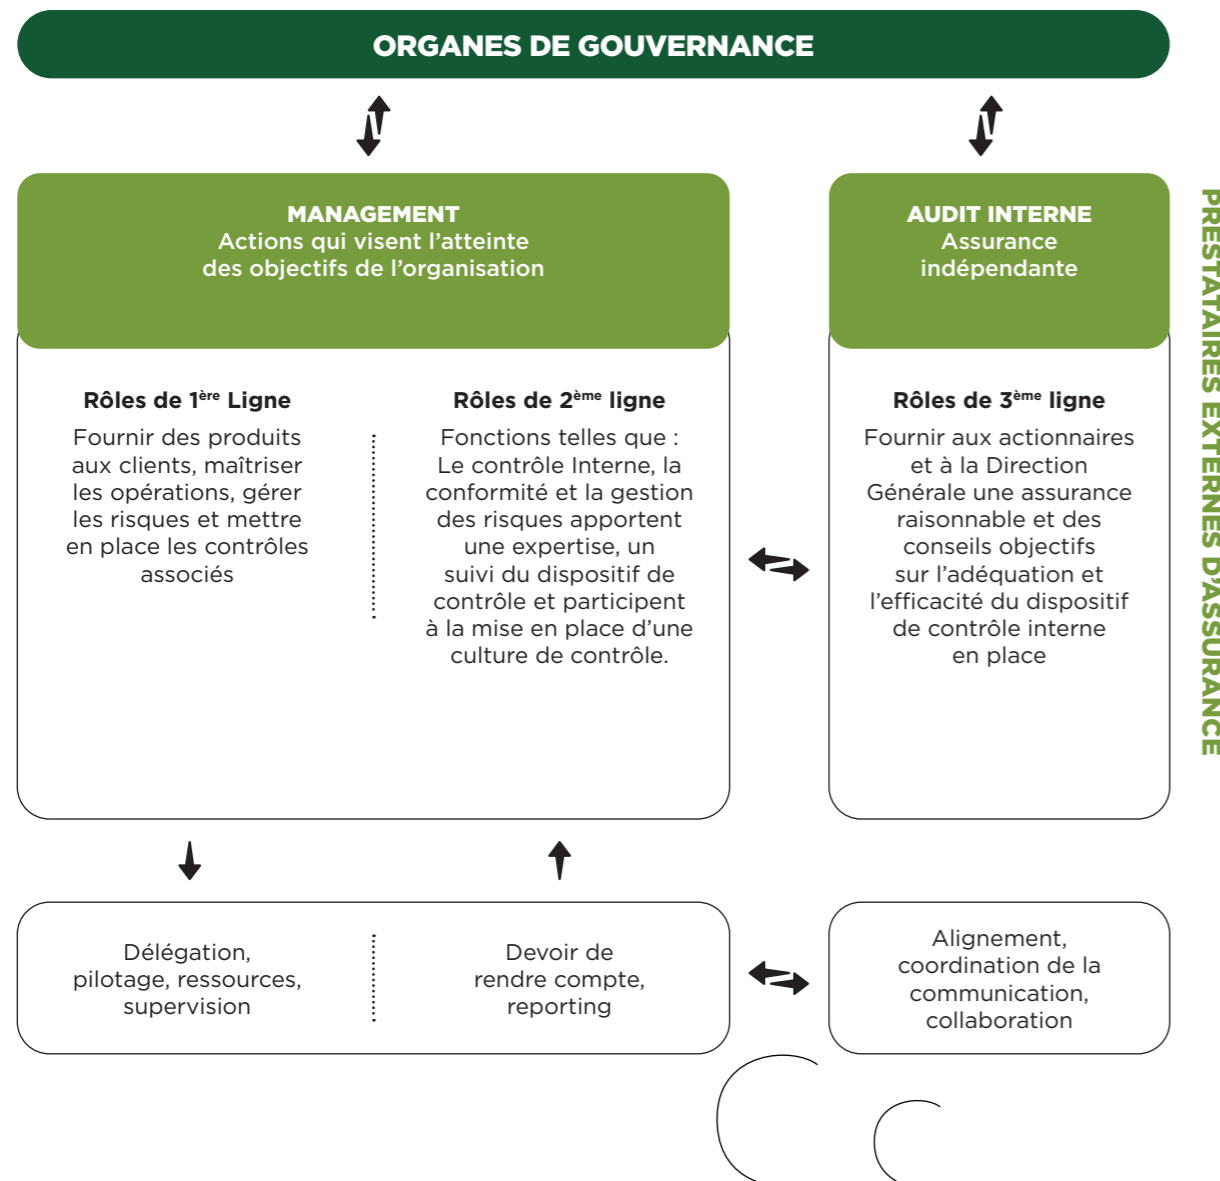 ORGANES DE GOUVERNANCE
MANAGEMENT
Actions qui visent l’atteinte
des objectifs de l’organisation
AUDIT INTERNE
Assurance
indépendante
Rôles de 1ère Ligne
Fournir des produits
aux clients, maîtriser
les opérations, gérer
les risques et mettre
en place les contrôles
associés
Rôles de 2ème ligne
Fonctions telles que :
Le contrôle Interne, la
conformité et la gestion
des risques apportent
une expertise, un
suivi du dispositif de
contrôle et participent
à la mise en place d’une
culture de contrôle.
Rôles de 3ème ligne
Fournir aux actionnaires
et à la Direction
Générale une assurance
raisonnable et des
conseils objectifs
sur l’adéquation et
l’efficacité du dispositif
de contrôle interne
en place
Délégation,
pilotage, ressources,
supervision
Devoir de
rendre compte,
reporting
Alignement,
coordination de la
communication,
collaboration
PRESTATAIRES EXTERNES D’ASSURANCE